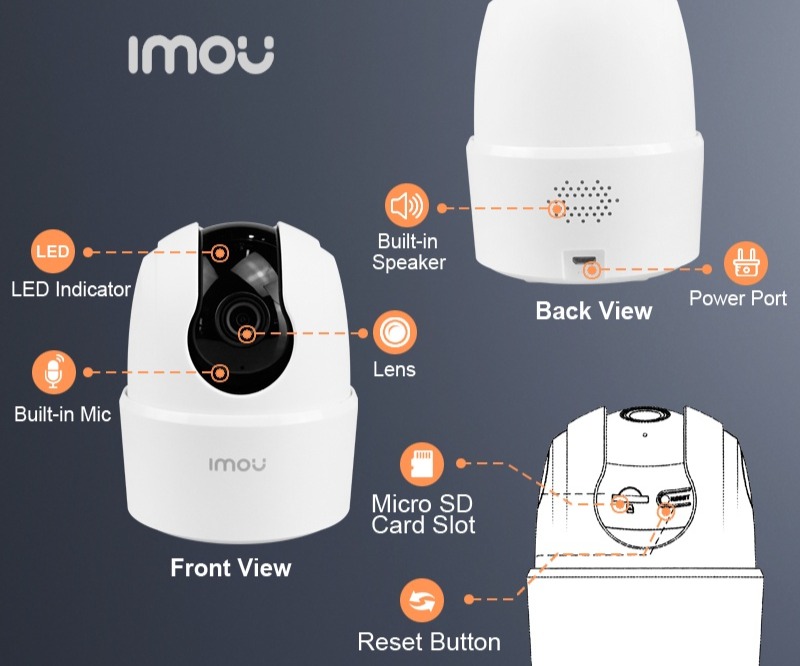 imou
LED
LED Indicator
Built-in Mic
Lens
imou
Front View
Built-in
Speaker
Power Port
Back View
Micro SD
Card Slot
RESET
Reset Button